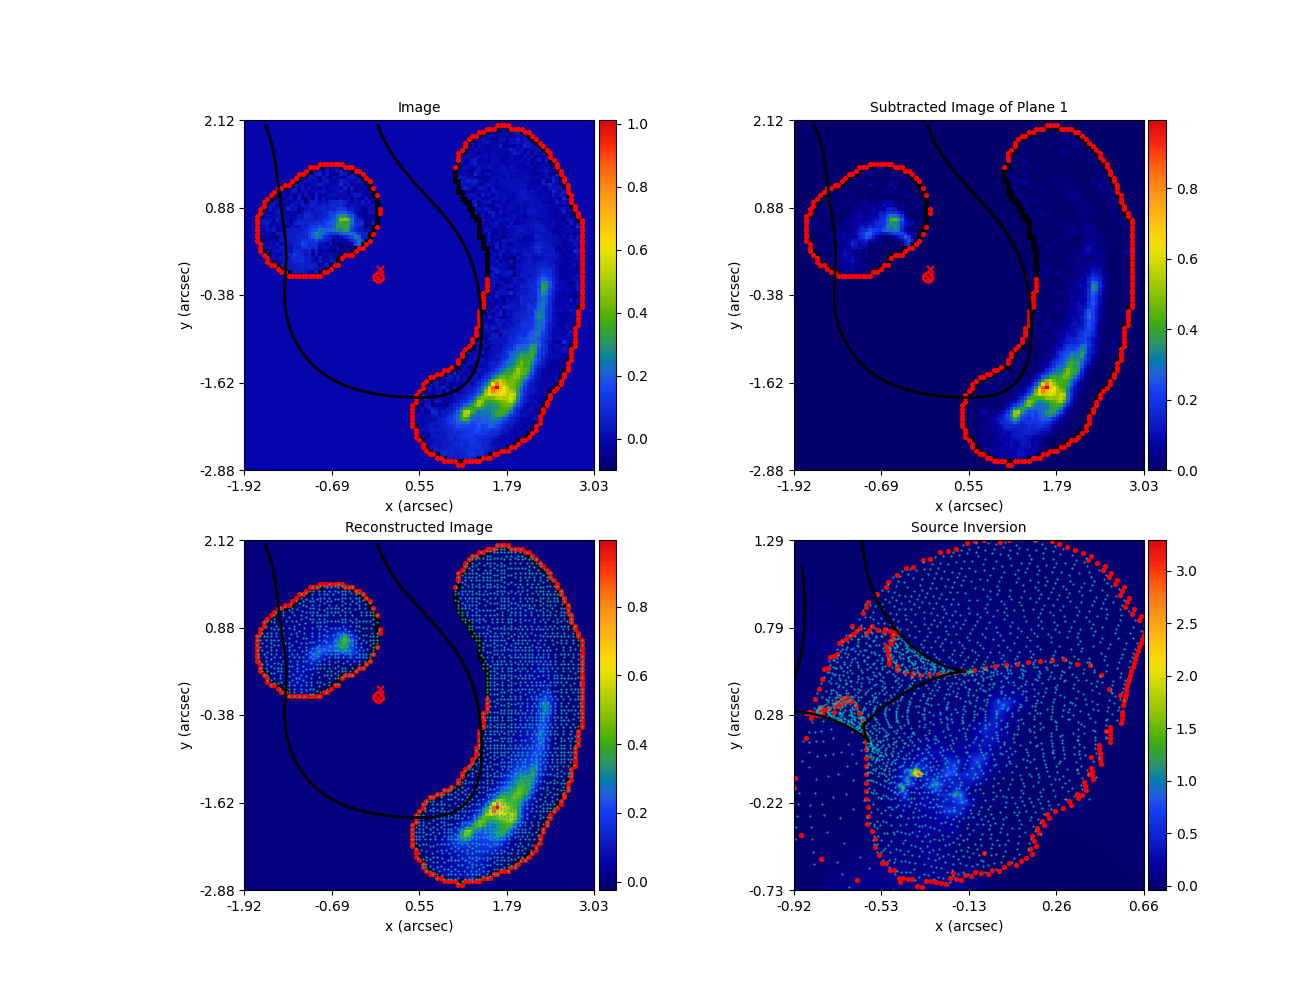 Image
2.12
0.88
-0.38
-1.62
-2.88
y (arcsec)
-1.92 -0.69 0.55 1.79 3.03
x (arcsec)
1.0
0.8
0.6
0.4
0.2
0.0
Subtracted Image of Plane 1
2.12
0.88
-0.38
-1.62
-2.88
y (arcsec)
-1.92 -0.69 0.55 1.79 3.03
x (arcsec)
0.8
0.6
0.4
0.2
0.0
Reconstructed Image
2.12
0.88
-0.38
-1.62
-2.88
y (arcsec)
-1.92 -0.69 0.55 1.79 3.03
x (arcsec)
0.8
0.6
0.4
0.2
0.0
Source Inversion
1.29
0.79
0.28
-0.22
-0.73
y (arcsec)
-0.92 -0.53 -0.13 0.26 0.66
x (arcsec)
3.0
2.5
2.0
1.5
1.0
0.5
0.0